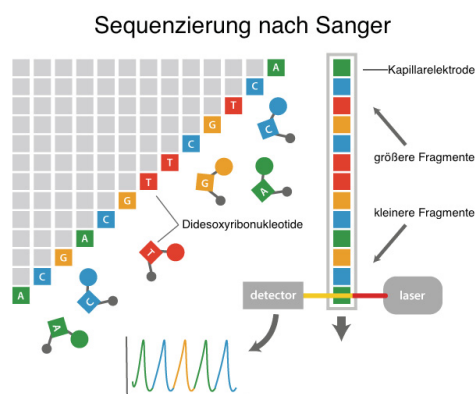 Sequenzierung nach Sanger
A
C
T
G
C
T
T
G
C
A
G
C
A
C
G
A
T
C
A
Didesoxyribonukleotide
Kapillarelektrode
größere Fragmente
kleinere Fragmente
detector
laser